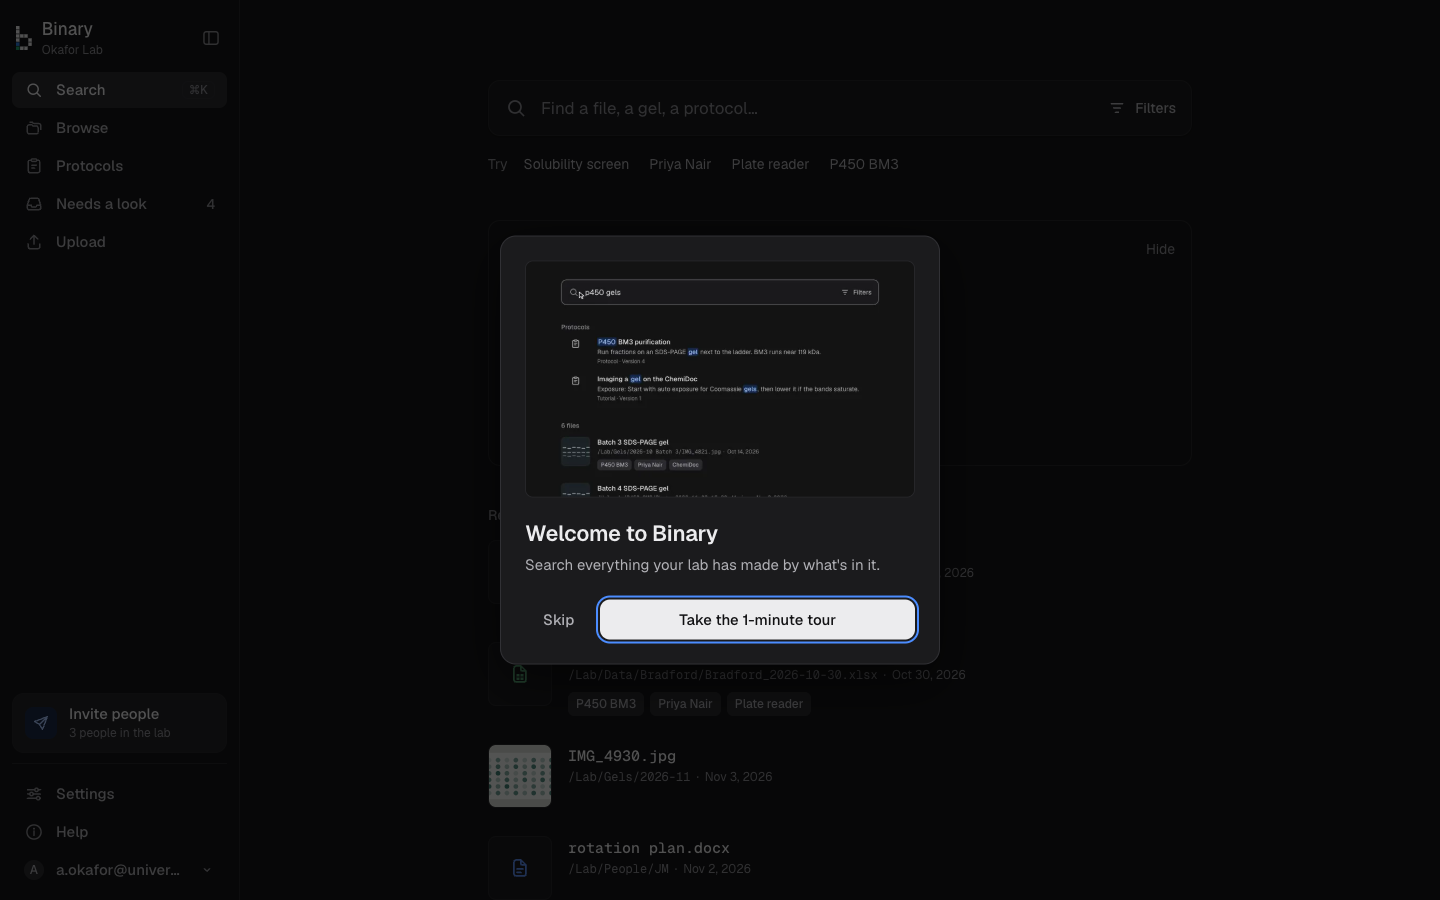 Binary
Okafor Lab
Search ⌘K
Browse
Protocols
Needs a look 4
Upload
Invite people
3 people in the lab
Settings
Help
A a.okafor@univer...
Find a file, a gel, a protocol... Filters
Try Solubility screen Priya Nair Plate reader P450 BM3
Hide
p450 gels Filters
Protocols
P450 BM3 purification
Run fractions on an SDS-PAGE gel next to the ladder. BM3 runs near 119 kDa.
Protocol · Version 4
Imaging a gel on the ChemiDoc
Exposure: Start with auto exposure for Coomassie gels, then lower it if the bands saturate.
Tutorial · Version 1
6 files
Batch 3 SDS-PAGE gel
/Lab/Gels/2026-10 Batch 3/IMG_4821.jpg · Oct 14, 2026
P450 BM3 Priya Nair ChemiDoc
Batch 4 SDS-PAGE gel
Welcome to Binary
Search everything your lab has made by what's in it.
Skip Take the 1-minute tour
2026
/Lab/Data/Bradford/Bradford_2026-10-30.xlsx · Oct 30, 2026
P450 BM3 Priya Nair Plate reader
IMG_4930.jpg
/Lab/Gels/2026-11 · Nov 3, 2026
rotation plan.docx
/Lab/People/JM · Nov 2, 2026